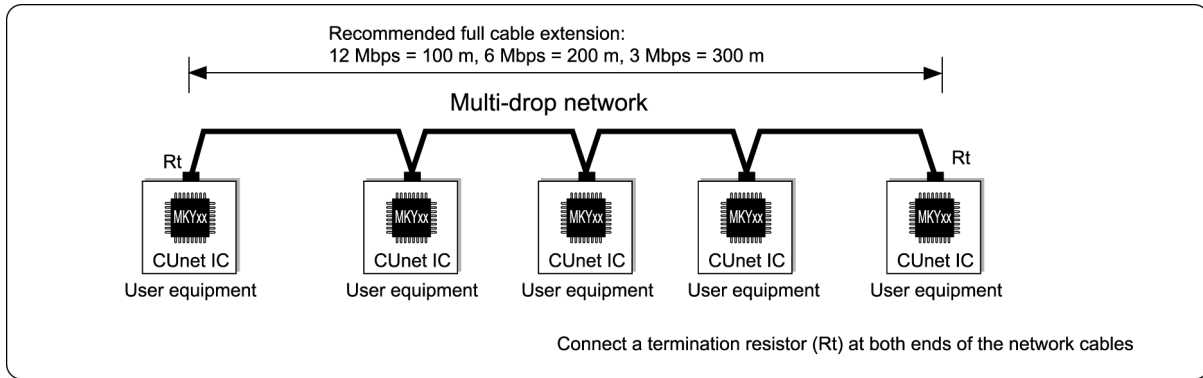 Recommended full cable extension:
12 Mbps = 100 m, 6 Mbps = 200 m, 3 Mbps = 300 m
Multi-drop network
Rt
Rt
MKYxx
MKYxx
MKYxx
MKYxx
MKYxx
CUnet IC
CUnet IC
CUnet IC
CUnet IC
CUnet IC
User equipment
User equipment
User equipment
User equipment
User equipment
Connect a termination resistor (Rt) at both ends of the network cables